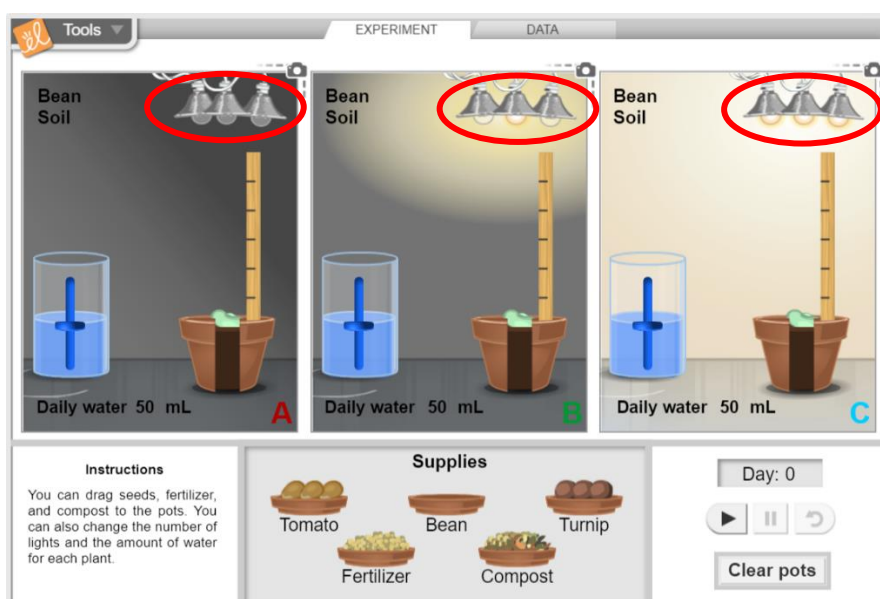 Tools
EXPERIMENT
DATA
Bean
Soil
Daily water 50 mL
A
Bean
Soil
Daily water 50 mL
B
Bean
Soil
Daily water 50 mL
C
Instructions
You can drag seeds, fertilizer,
and compost to the pots. You
can also change the number of
lights and the amount of water
for each plant.
Supplies
Tomato
Bean
Turnip
Fertilizer
Compost
Day: 0
Clear pots